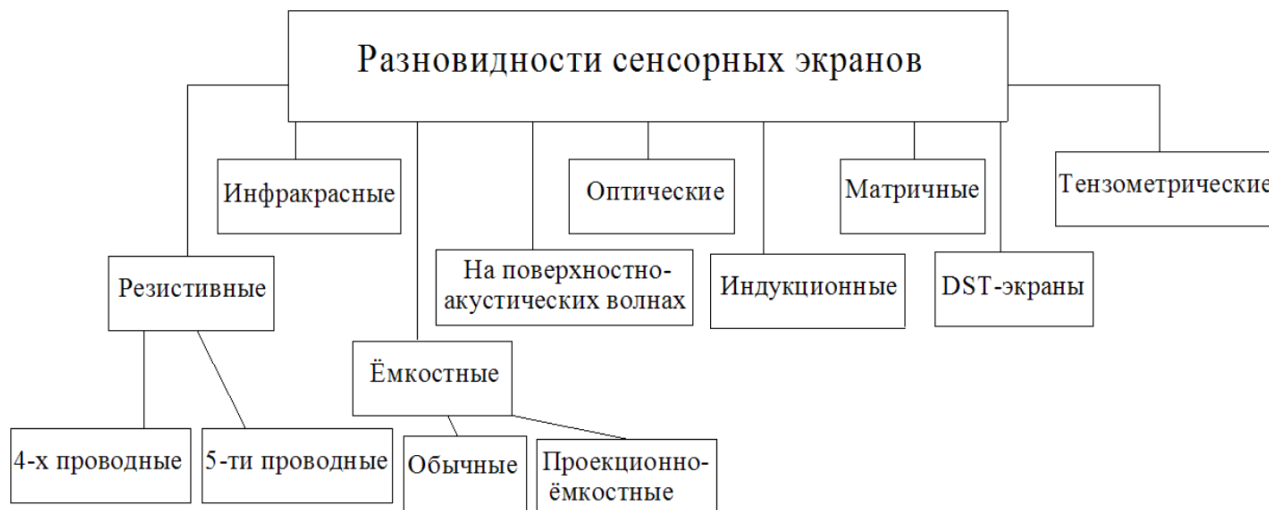 Разновидности сенсорных экранов
Инфракрасные
Оптические
Матричные
Тензометрические
Резистивные
На поверхностно-
акустических волнах
Индукционные
DST-экраны
Ёмкостные
4-х проводные
5-ти проводные
Обычные
Проекционно-
ёмкостные